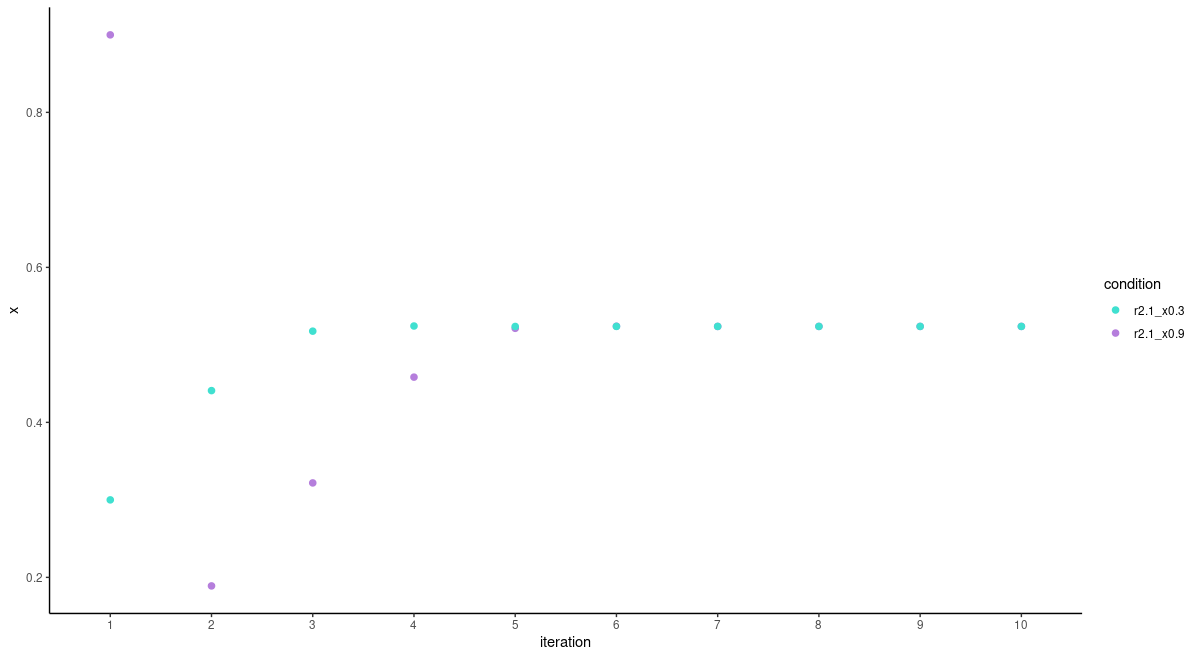 x
0.8
0.6
0.4
0.2
1 2 3 4 5 6 7 8 9 10
iteration
condition
r2.1_x0.3
r2.1_x0.9